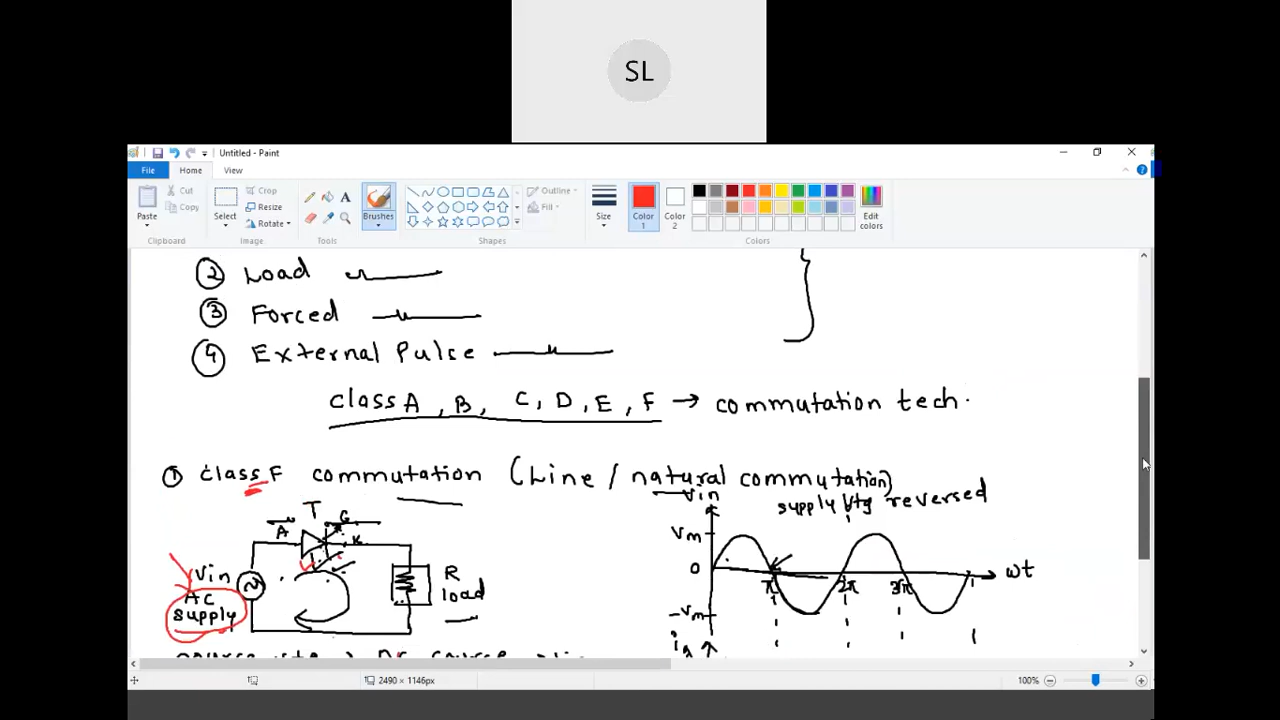 SL
Untitled - Paint
File Home View
Paste Cut Copy Clipboard
Select Crop Resize Rotate Image
Tools
Brushes
Shapes Outline Fill
Size
Color 1 Color 2 Edit colors Colors
② Load
③ Forced
④ External Pulse
class A, B, C, D, E, F → commutation tech.
① class F commutation (Line / natural commutation)
supply vtg reversed
Vin
Vm
0
-Vm
π 2π 3π ωt
ig
T
A G K
Vin
AC
supply
R
load
2490 × 1146px
100%